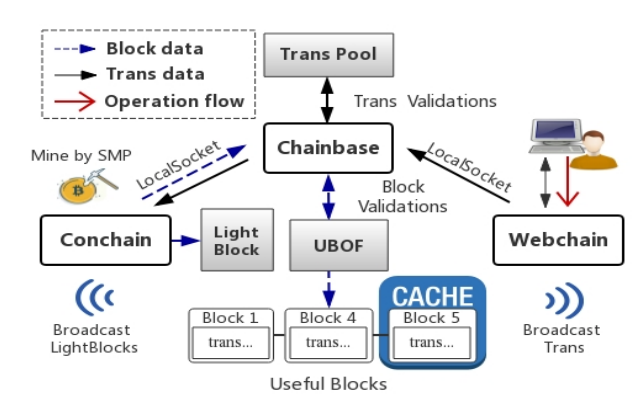 Block data
Trans data
Operation flow
Trans Pool
Trans Validations
Chainbase
Mine by SMP
LocalSocket
LocalSocket
Block
Validations
Conchain
Light
Block
UBOF
Webchain
Broadcast
LightBlocks
CACHE
Block 1
Block 4
Block 5
trans...
trans...
trans...
Broadcast
Trans
Useful Blocks